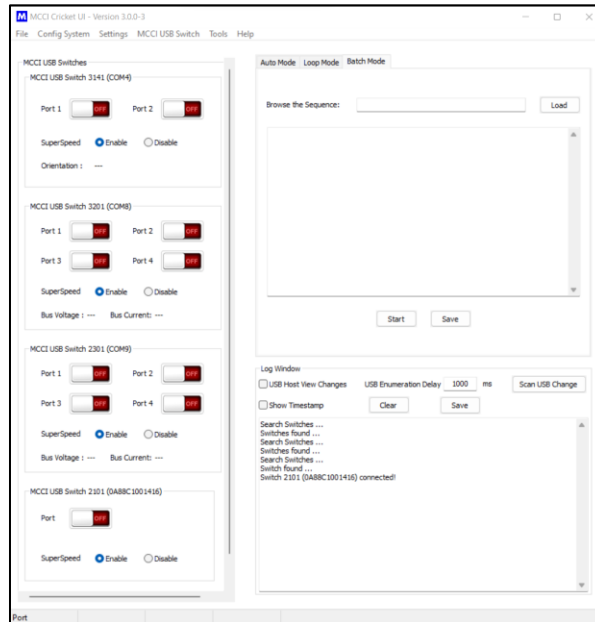 MCCI Cricket UI - Version 3.0.0-3
File Config System Settings MCCI USB Switch Tools Help
MCCI USB Switches
MCCI USB Switch 3141 (COM4)
Port 1 OFF Port 2 OFF
SuperSpeed Enable Disable
Orientation : ---
MCCI USB Switch 3201 (COM8)
Port 1 OFF Port 2 OFF
Port 3 OFF Port 4 OFF
SuperSpeed Enable Disable
Bus Voltage : --- Bus Current: ---
MCCI USB Switch 2301 (COM9)
Port 1 OFF Port 2 OFF
Port 3 OFF Port 4 OFF
SuperSpeed Enable Disable
Bus Voltage : --- Bus Current: ---
MCCI USB Switch 2101 (0A88C1001416)
Port OFF
SuperSpeed Enable Disable
Auto Mode Loop Mode Batch Mode
Browse the Sequence: Load
Start Save
Log Window
USB Host View Changes USB Enumeration Delay 1000 ms Scan USB Change
Show Timestamp Clear Save
Search Switches ...
Switches found ...
Search Switches ...
Switches found ...
Search Switches ...
Switch found ...
Switch 2101 (0A88C1001416) connected!
Port